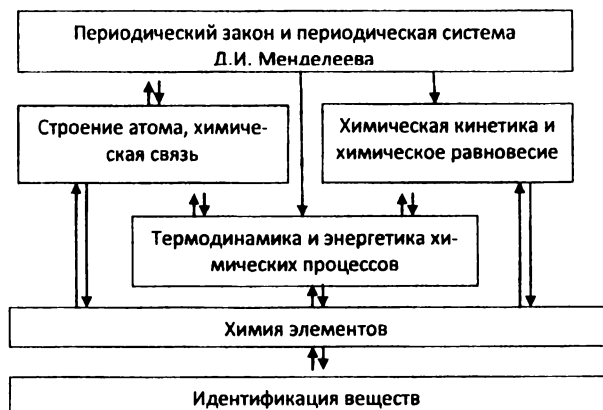 Периодический закон и периодическая система
Д.И. Менделеева
Строение атома, химиче-
ская связь
Химическая кинетика и
химическое равновесие
Термодинамика и энергетика хи-
мических процессов
Химия элементов
Идентификация веществ